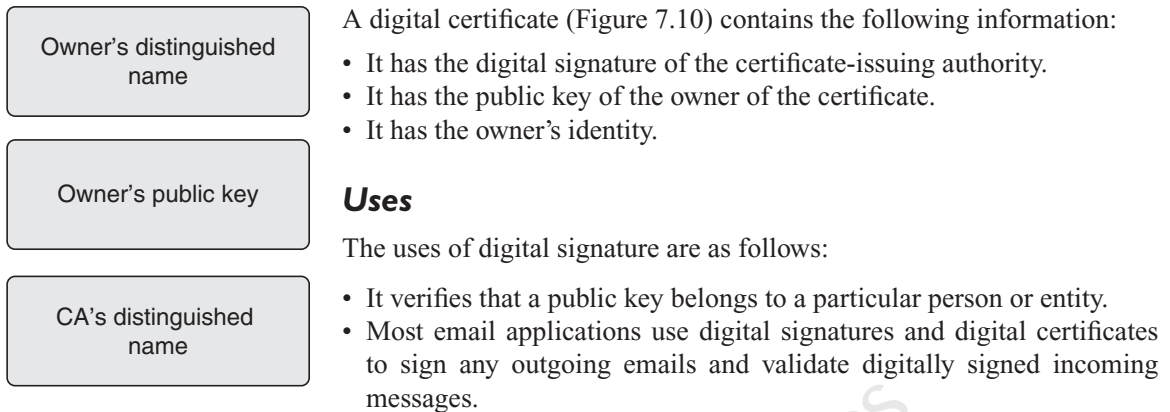 Owner's distinguished
name
Owner's public key
CA's distinguished
name
A digital certificate (Figure 7.10) contains the following information:
• It has the digital signature of the certificate-issuing authority.
• It has the public key of the owner of the certificate.
• It has the owner's identity.
Uses
The uses of digital signature are as follows:
• It verifies that a public key belongs to a particular person or entity.
• Most email applications use digital signatures and digital certificates
to sign any outgoing emails and validate digitally signed incoming
messages.